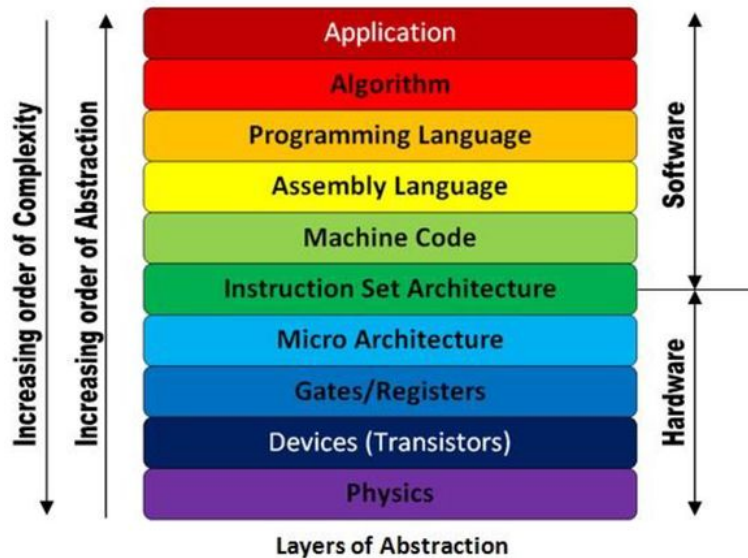 Increasing order of Complexity
Increasing order of Abstraction
Application
Algorithm
Programming Language
Assembly Language
Machine Code
Instruction Set Architecture
Micro Architecture
Gates/Registers
Devices (Transistors)
Physics
Software
Hardware
Layers of Abstraction